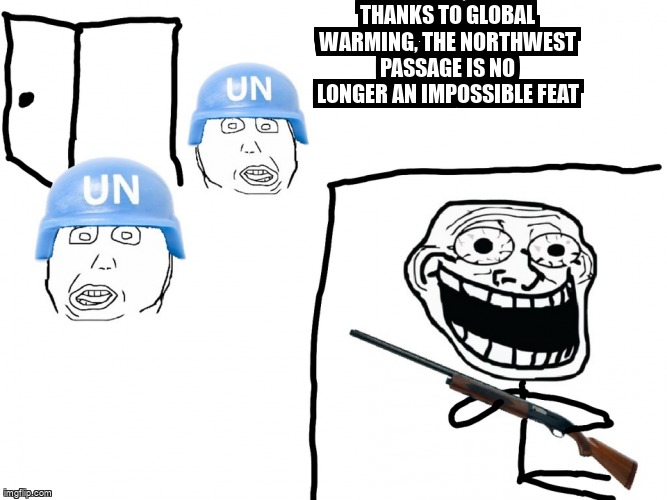 THANKS TO GLOBAL
WARMING, THE NORTHWEST
PASSAGE IS NO
LONGER AN IMPOSSIBLE FEAT
UN
UN
imgflip.com